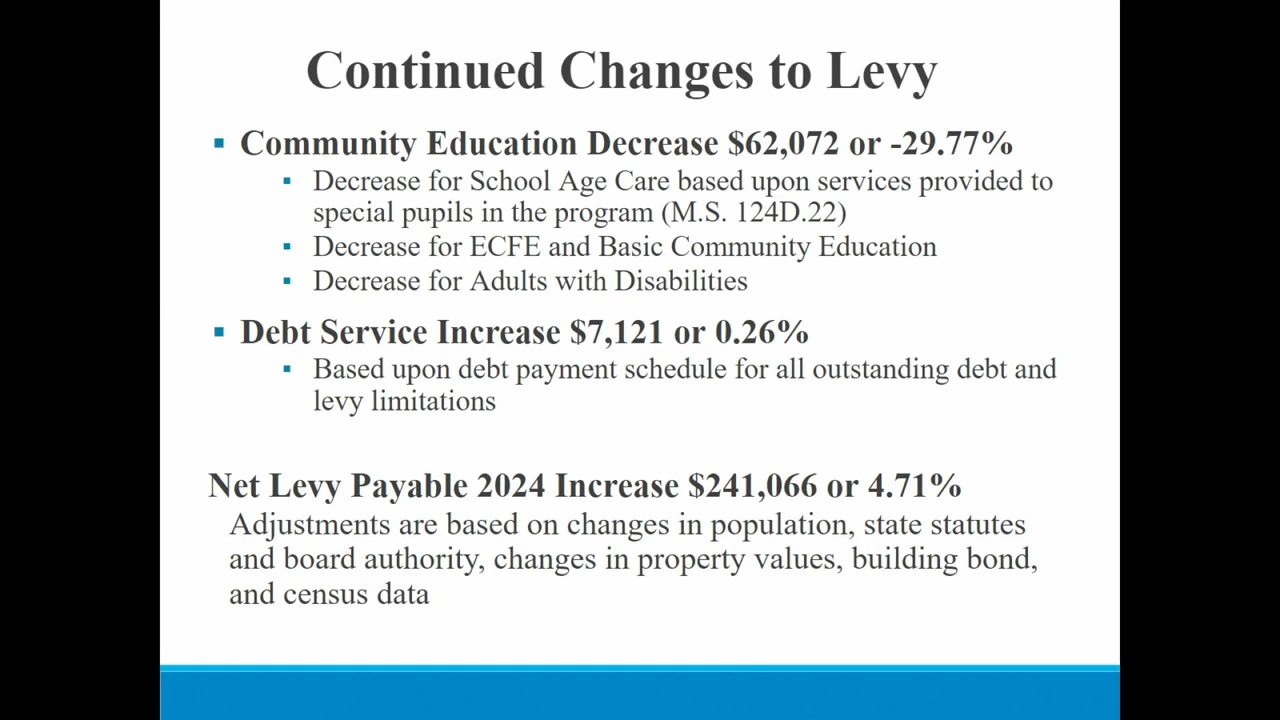 Continued Changes to Levy
▪ Community Education Decrease $62,072 or -29.77%
▪ Decrease for School Age Care based upon services provided to
special pupils in the program (M.S. 124D.22)
▪ Decrease for ECFE and Basic Community Education
▪ Decrease for Adults with Disabilities
▪ Debt Service Increase $7,121 or 0.26%
▪ Based upon debt payment schedule for all outstanding debt and
levy limitations
Net Levy Payable 2024 Increase $241,066 or 4.71%
Adjustments are based on changes in population, state statutes
and board authority, changes in property values, building bond,
and census data